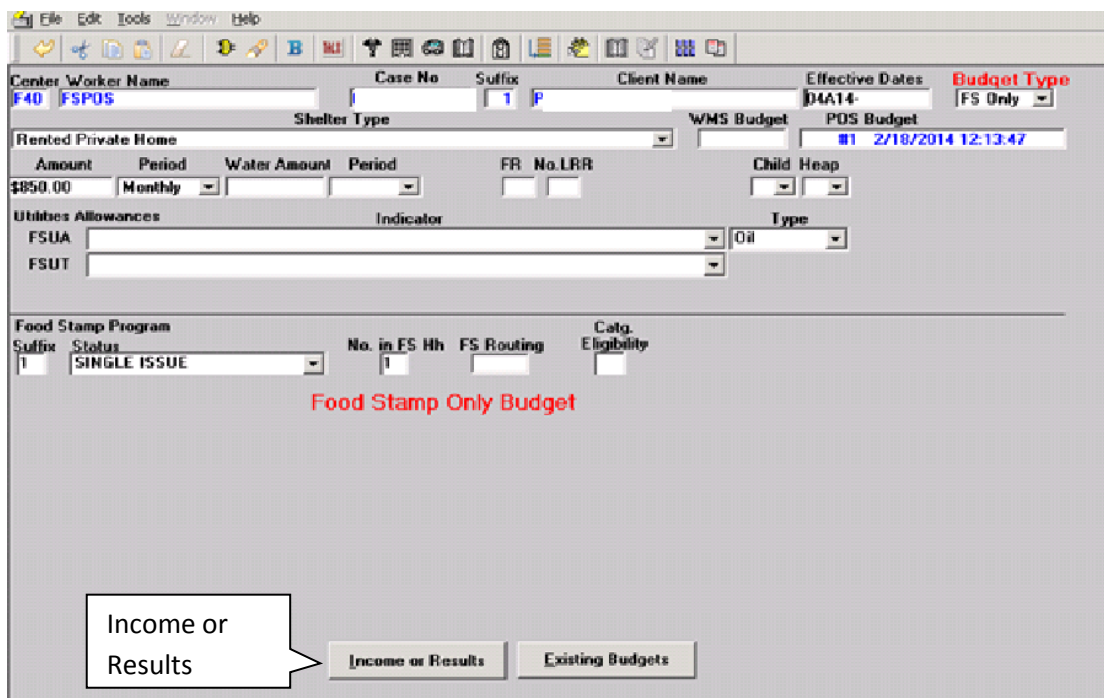 File Edit Tools Window Help
Center Worker Name Case No Suffix Client Name Effective Dates Budget Type
F40 FSPOS 1 P 04A14- FS Only
Shelter Type WMS Budget POS Budget
Rented Private Home #1 2/18/2014 12:13:47
Amount Period Water Amount Period FR No.LRR Child Heap
$850.00 Monthly
Utilities Allowances Indicator Type
FSUA Oil
FSUT
Food Stamp Program Catg.
Suffix Status No. in FS Hh FS Routing Eligibility
1 SINGLE ISSUE 1
Food Stamp Only Budget
Income or
Results
Income or Results Existing Budgets